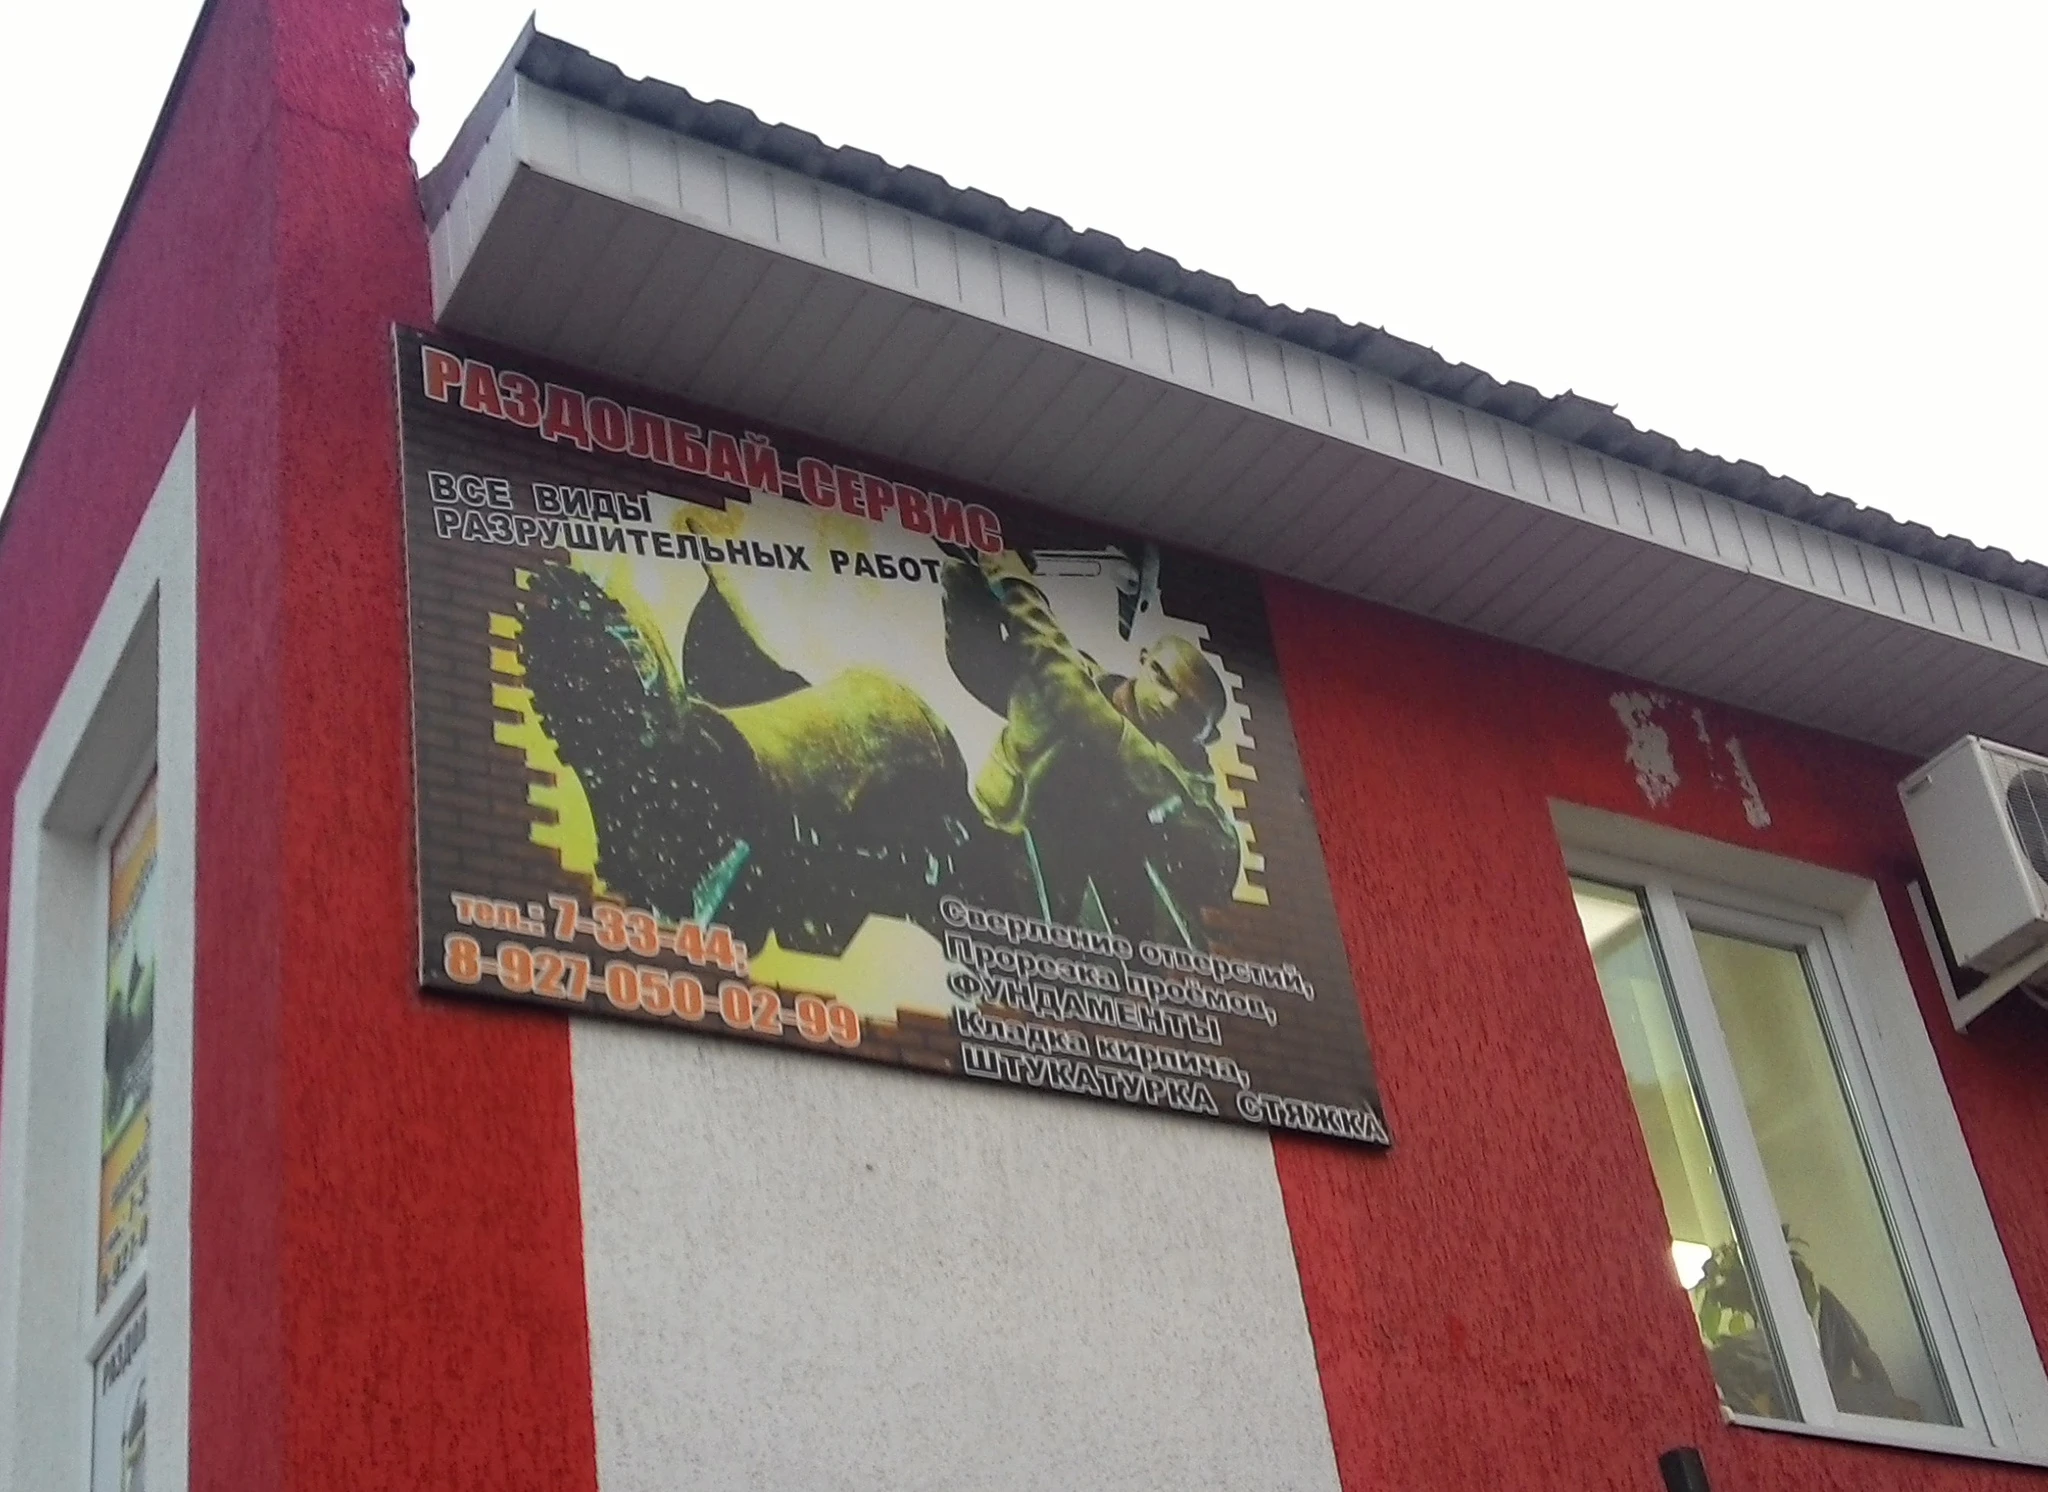 РАЗДОЛБАЙ-СЕРВИС
ВСЕ ВИДЫ
РАЗРУШИТЕЛЬНЫХ РАБОТ
тел.: 7-33-44;
8-927-050-02-99
Сверление отверстий,
Прорезка проёмов,
ФУНДАМЕНТЫ
Кладка кирпича,
ШТУКАТУРКА СТЯЖКА
РАЗДОЛ